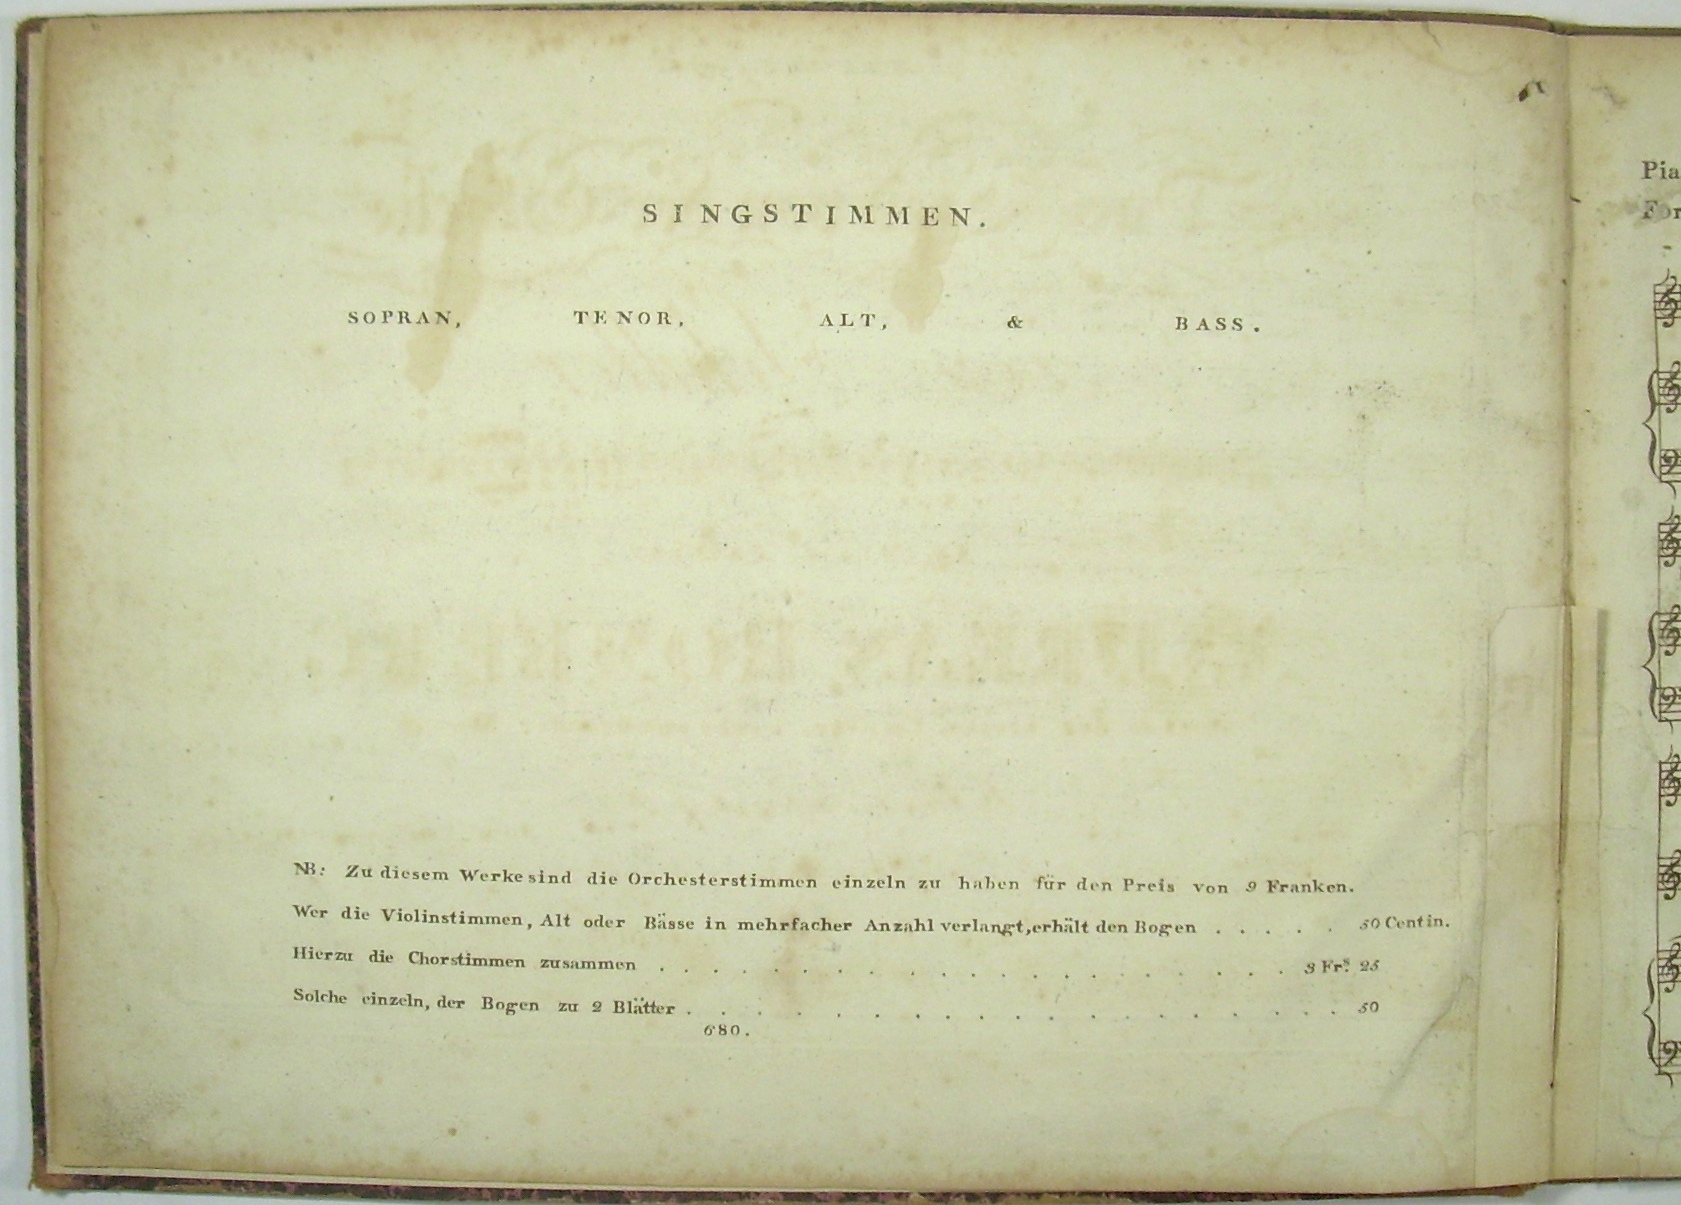 SINGSTIMMEN.
SOPRAN, TENOR, ALT, & BASS.
NB: Zu diesem Werke sind die Orchesterstimmen einzeln zu haben für den Preis von 9 Franken.
Wer die Violinstimmen, Alt oder Bässe in mehrfacher Anzahl verlangt, erhält den Bogen . . . . . 50 Centin.
Hierzu die Chorstimmen zusammen . . . . . . . . . . . . . . . . . . 3 Frs. 25
Solche einzeln, der Bogen zu 2 Blätter . . . . . . . . . . . . . . . . . . 50
680.
Pia
For